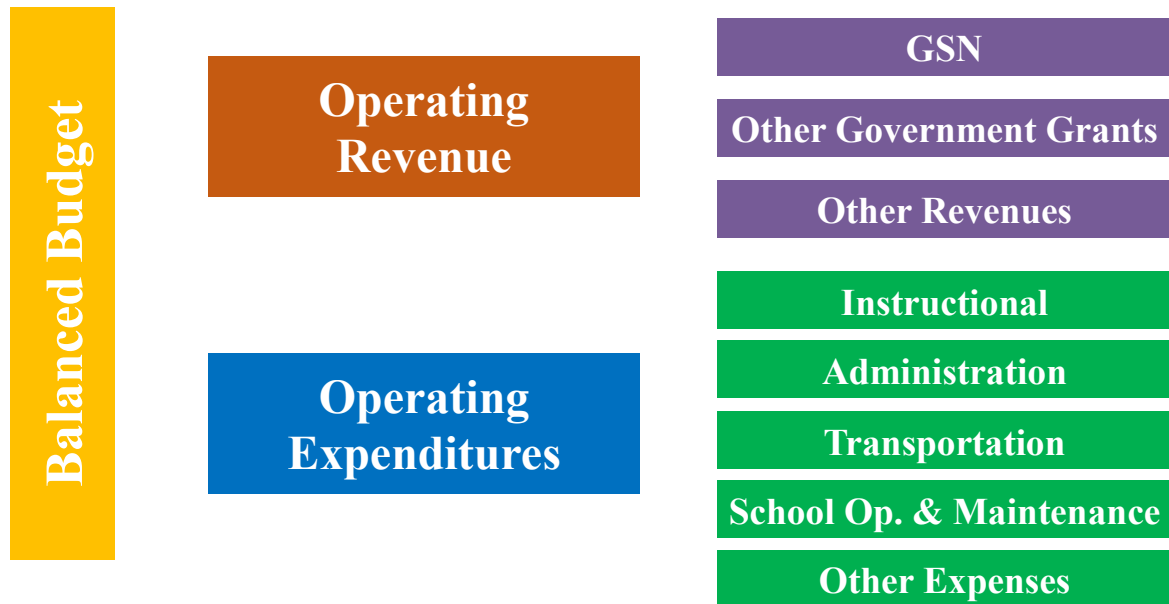 Balanced Budget
Operating
Revenue
GSN
Other Government Grants
Other Revenues
Operating
Expenditures
Instructional
Administration
Transportation
School Op. & Maintenance
Other Expenses